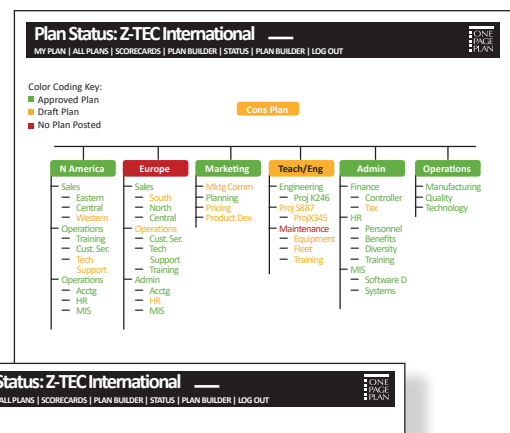 Plan Status: Z-TEC International
MY PLAN | ALL PLANS | SCORECARDS | PLAN BUILDER | STATUS | PLAN BUILDER | LOG OUT
ONE
PAGE
PLAN
Color Coding Key:
Approved Plan
Draft Plan
No Plan Posted
Cons Plan
N America
Sales
Eastern
Central
Western
Operations
Training
Cust. Ser.
Tech
Support
Operations
Acctg
HR
MIS
Europe
Sales
South
North
Central
Operations
Cust. Ser.
Tech
Support
Training
Admin
Acctg
HR
MIS
Marketing
Mktg Comm
Planning
Pricing
Product Dev
Teach/Eng
Engineering
Proj K246
Proj S887
ProjX345
Maintenance
Equipment
Fleet
Training
Admin
Finance
Controller
Tax
HR
Personnel
Benefits
Diversity
Training
MIS
Software D
Systems
Operations
Manufacturing
Quality
Technology
Status: Z-TEC International
ALL PLANS | SCORECARDS | PLAN BUILDER | STATUS | PLAN BUILDER | LOG OUT
ONE
PAGE
PLAN